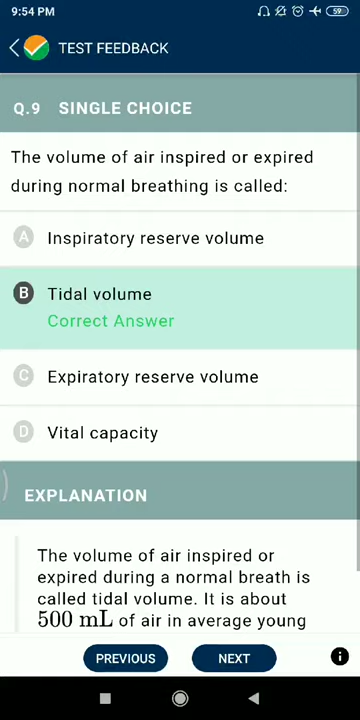 9:54 PM
59
TEST FEEDBACK
Q.9 SINGLE CHOICE
The volume of air inspired or expired
during normal breathing is called:
A Inspiratory reserve volume
B Tidal volume
Correct Answer
C Expiratory reserve volume
D Vital capacity
EXPLANATION
The volume of air inspired or
expired during a normal breath is
called tidal volume. It is about
500 mL of air in average young
PREVIOUS NEXT